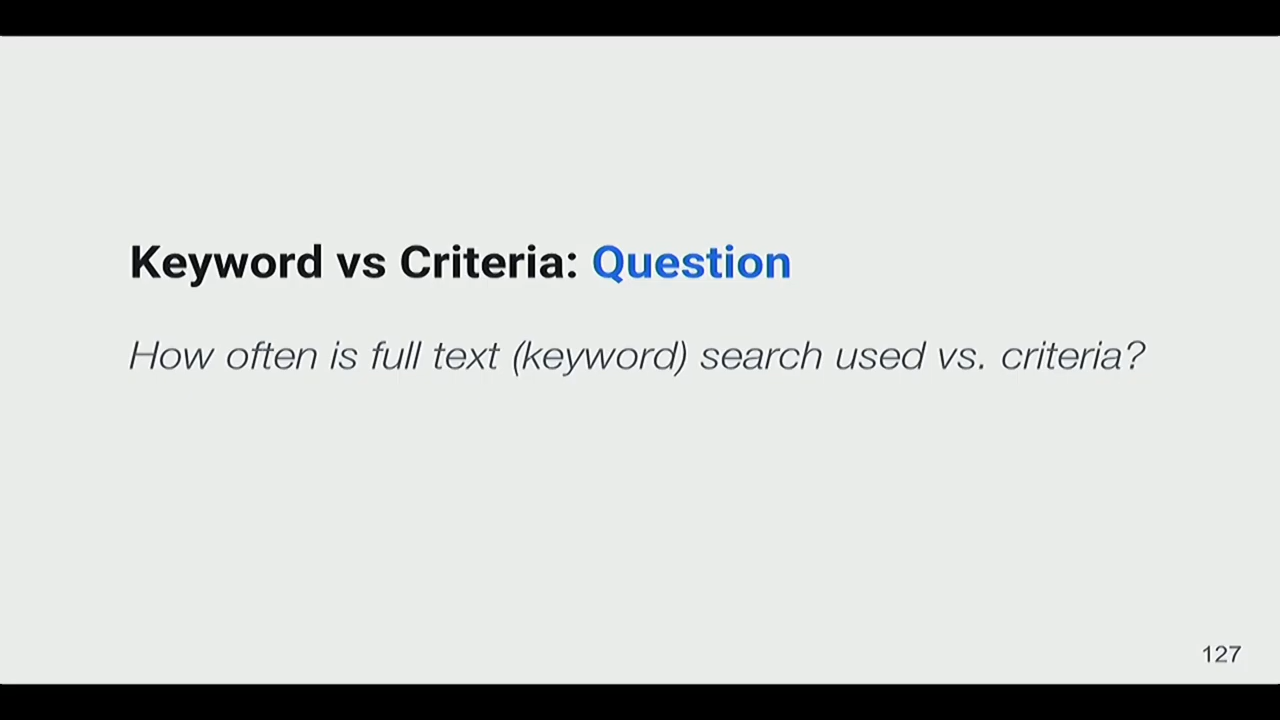 Keyword vs Criteria: Question
How often is full text (keyword) search used vs. criteria?
127